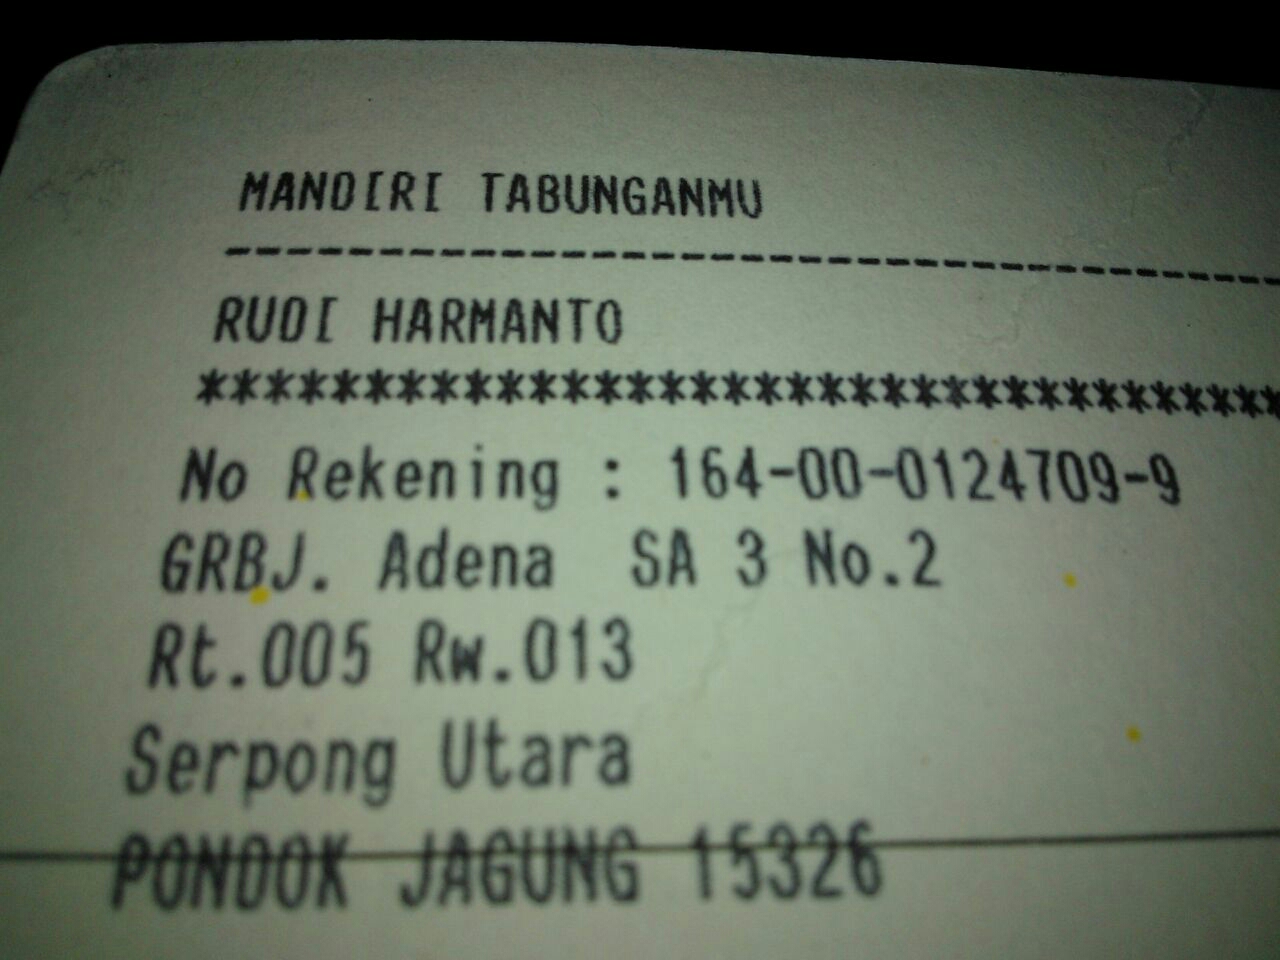 MANDIRI TABUNGANMU
----------------------------------------
RUDI HARMANTO
**********************************
No Rekening : 164-00-0124709-9
GRBJ. Adena  SA 3 No.2
Rt.005 Rw.013
Serpong Utara
PONDOK JAGUNG 15326